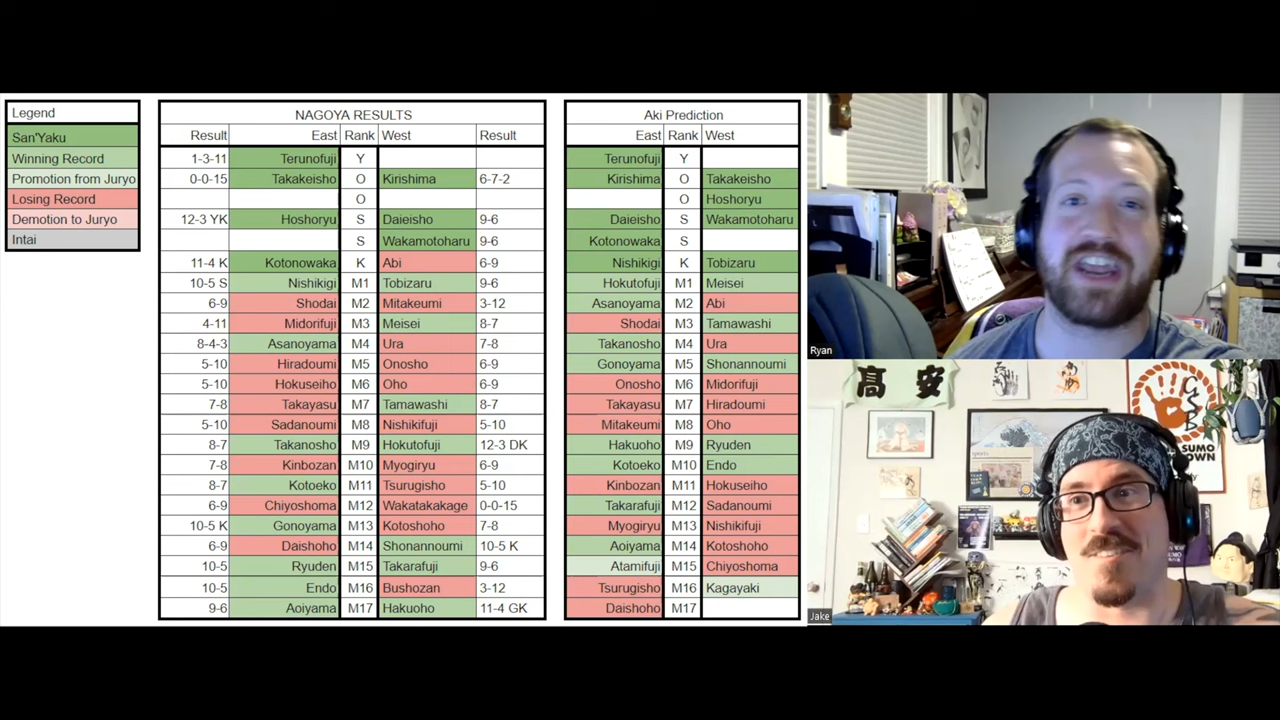 Legend
San'Yaku
Winning Record
Promotion from Juryo
Losing Record
Demotion to Juryo
Intai
NAGOYA RESULTS
Result East Rank West Result
1-3-11 Terunofuji Y
0-0-15 Takakeisho O Kirishima 6-7-2
O
12-3 YK Hoshoryu S Daieisho 9-6
S Wakamotoharu 9-6
11-4 K Kotonowaka K Abi 6-9
10-5 S Nishikigi M1 Tobizaru 9-6
6-9 Shodai M2 Mitakeumi 3-12
4-11 Midorifuji M3 Meisei 8-7
8-4-3 Asanoyama M4 Ura 7-8
5-10 Hiradoumi M5 Onosho 6-9
5-10 Hokuseiho M6 Oho 6-9
7-8 Takayasu M7 Tamawashi 8-7
5-10 Sadanoumi M8 Nishikifuji 5-10
8-7 Takanosho M9 Hokutofuji 12-3 DK
7-8 Kinbozan M10 Myogiryu 6-9
8-7 Kotoeko M11 Tsurugisho 5-10
6-9 Chiyoshoma M12 Wakatakakage 0-0-15
10-5 K Gonoyama M13 Kotoshoho 7-8
6-9 Daishoho M14 Shonannoumi 10-5 K
10-5 Ryuden M15 Takarafuji 9-6
10-5 Endo M16 Bushozan 3-12
9-6 Aoiyama M17 Hakuoho 11-4 GK
Aki Prediction
East Rank West
Terunofuji Y
Kirishima O Takakeisho
O Hoshoryu
Daieisho S Wakamotoharu
Kotonowaka S
Nishikigi K Tobizaru
Hokutofuji M1 Meisei
Asanoyama M2 Abi
Shodai M3 Tamawashi
Takanosho M4 Ura
Gonoyama M5 Shonannoumi
Onosho M6 Midorifuji
Takayasu M7 Hiradoumi
Mitakeumi M8 Oho
Hakuoho M9 Ryuden
Kotoeko M10 Endo
Kinbozan M11 Hokuseiho
Takarafuji M12 Sadanoumi
Myogiryu M13 Nishikifuji
Aoiyama M14 Kotoshoho
Atamifuji M15 Chiyoshoma
Tsurugisho M16 Kagayaki
Daishoho M17
Ryan
高安
SUMO
Jake